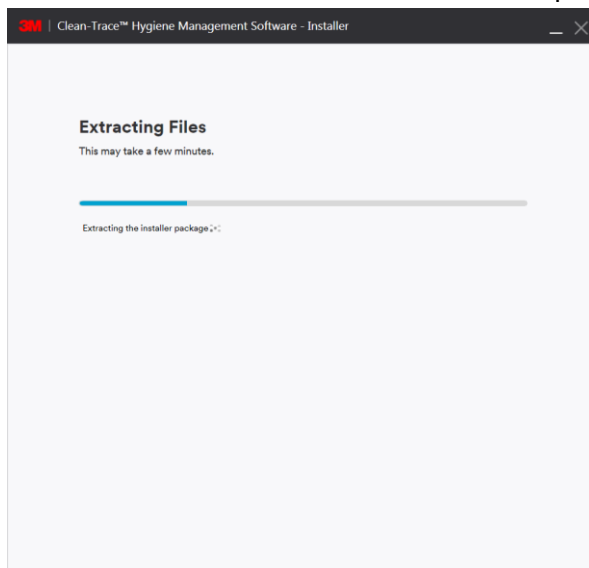 3M | Clean-Trace™ Hygiene Management Software - Installer
Extracting Files
This may take a few minutes.
Extracting the installer package